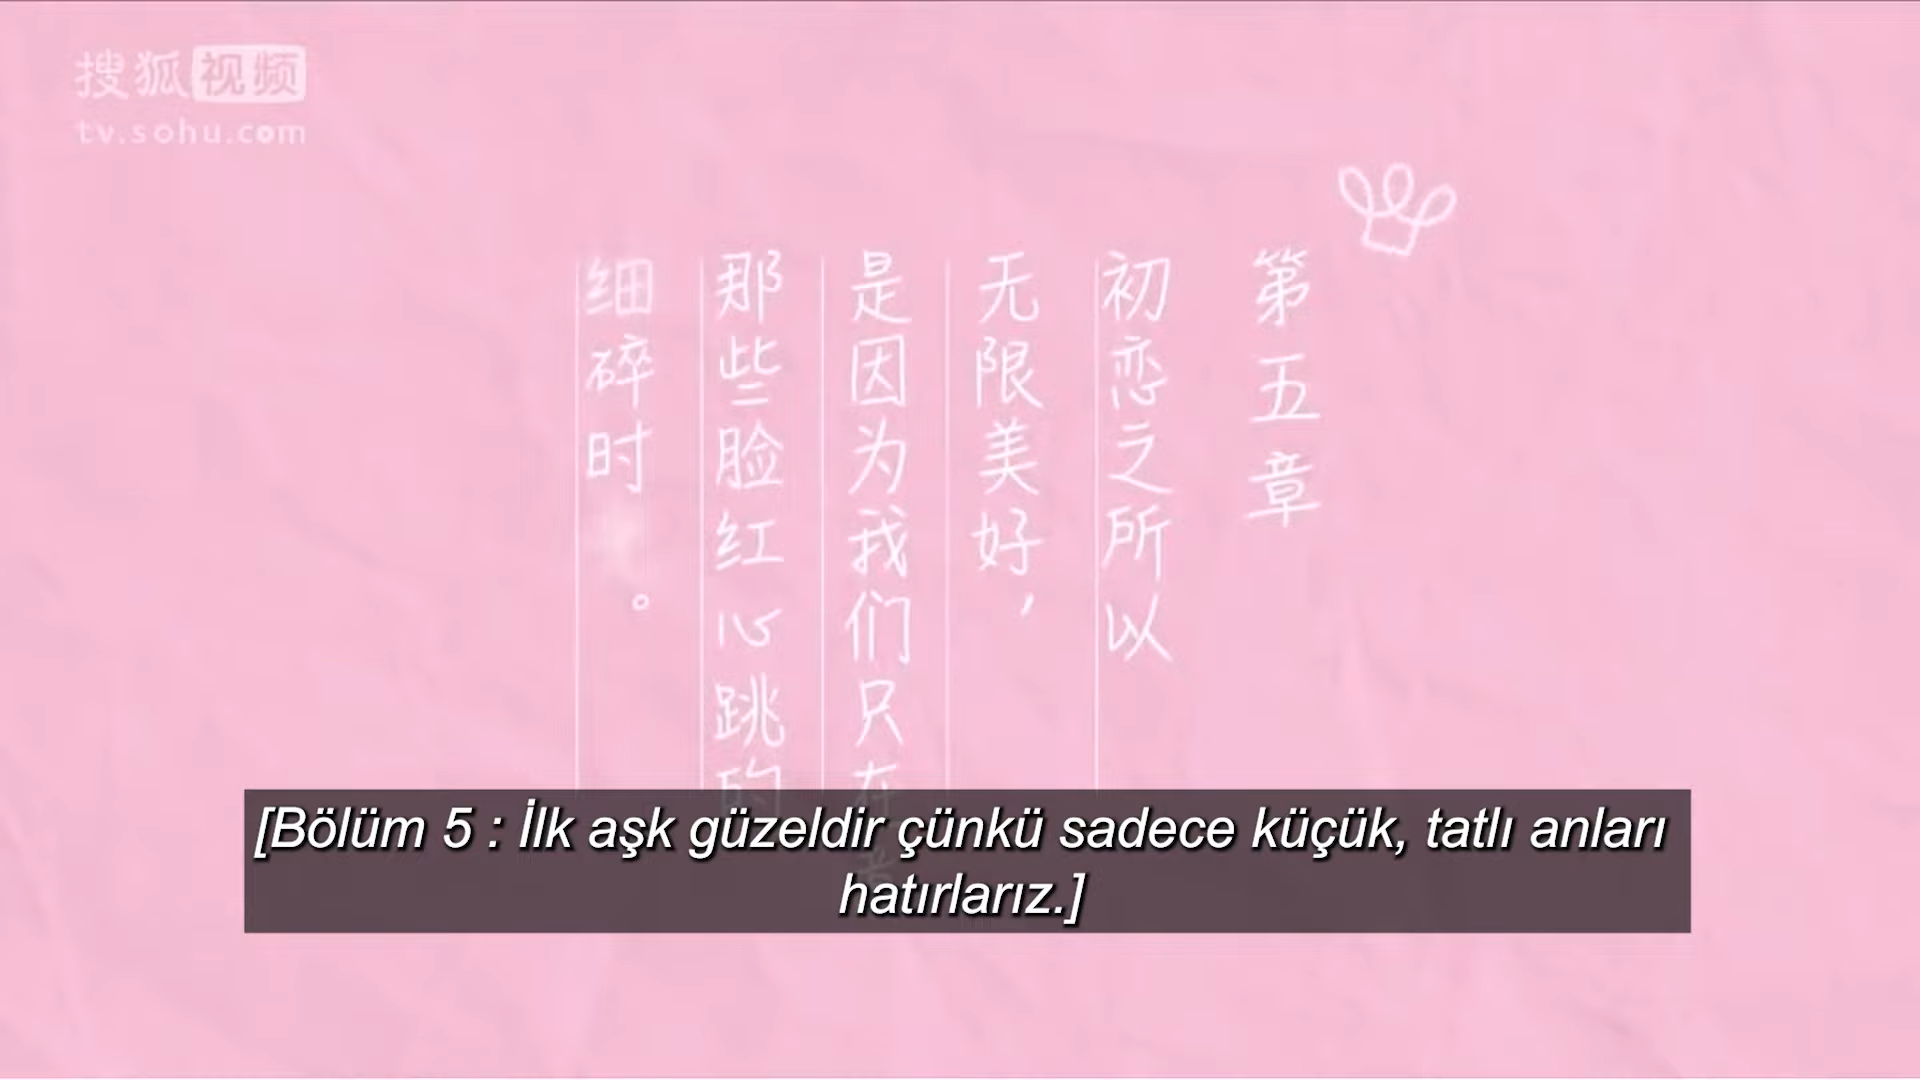 搜狐视频
tv.sohu.com
第五章
初恋之所以
无限美好，
是因为我们只在
那些脸红心跳的
细碎时
。
[Bölüm 5 : İlk aşk güzeldir çünkü sadece küçük, tatlı anları
hatırlarız.]